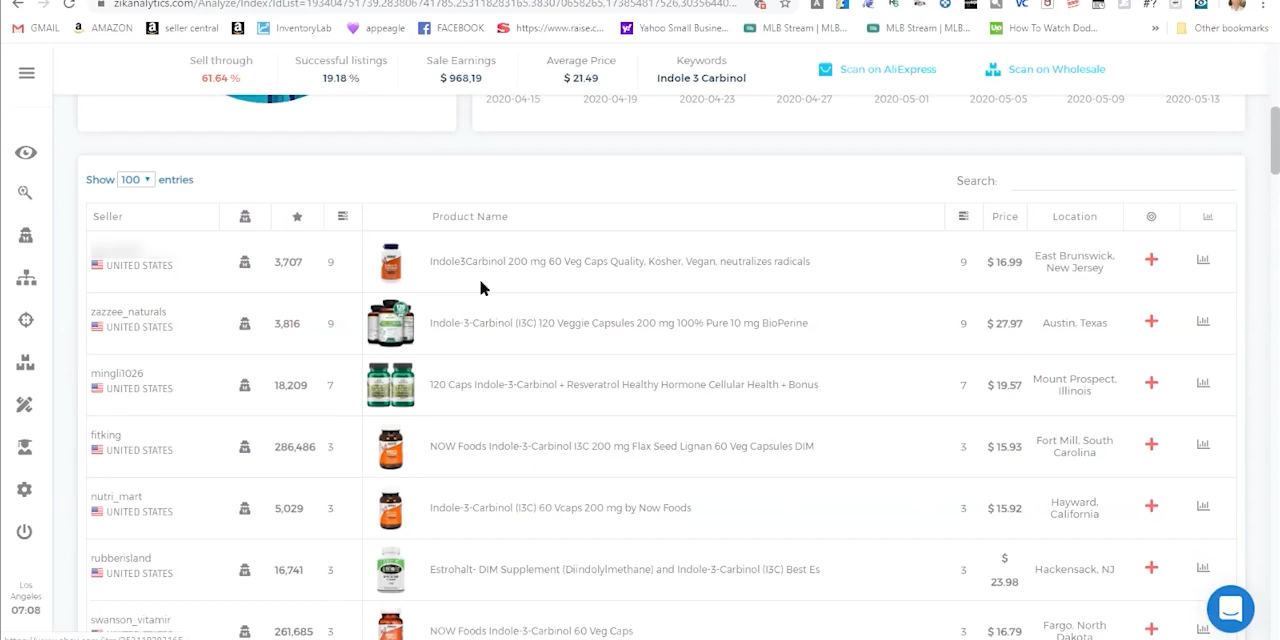 zikanalytics.com/Analyze/Index?IdList=193404751739,283806741785,253118283165,383070658265,173854817526,30356440...
GMAIL AMAZON seller central InventoryLab appeagle FACEBOOK https://www.raise.c... Yahoo Small Busine... MLB Stream | MLB... MLB Stream | MLB... How To Watch Dod... » Other bookmarks
Sell through Successful listings Sale Earnings Average Price Keywords
61.64 % 19.18 % $ 968,19 $ 21.49 Indole 3 Carbinol Scan on AliExpress Scan on Wholesale
2020-04-15 2020-04-19 2020-04-23 2020-04-27 2020-05-01 2020-05-05 2020-05-09 2020-05-13
Show 100 entries Search:
Seller Product Name Price Location
UNITED STATES 3,707 9 Indole3Carbinol 200 mg 60 Veg Caps Quality, Kosher, Vegan, neutralizes radicals 9 $ 16.99 East Brunswick, New Jersey
zazzee_naturals
UNITED STATES 3,816 9 Indole-3-Carbinol (I3C) 120 Veggie Capsules 200 mg 100% Pure 10 mg BioPerine 9 $ 27.97 Austin, Texas
mingli1026
UNITED STATES 18,209 7 120 Caps Indole-3-Carbinol + Resveratrol Healthy Hormone Cellular Health + Bonus 7 $ 19.57 Mount Prospect, Illinois
fitking
UNITED STATES 286,486 3 NOW Foods Indole-3-Carbinol I3C 200 mg Flax Seed Lignan 60 Veg Capsules DIM 3 $ 15.93 Fort Mill, South Carolina
nutri_mart
UNITED STATES 5,029 3 Indole-3-Carbinol (I3C) 60 Vcaps 200 mg by Now Foods 3 $ 15.92 Hayward, California
rubberisland
UNITED STATES 16,741 3 Estrohalt- DIM Supplement (Diindolylmethane) and Indole-3-Carbinol (I3C) Best Es 3 $ 23.98 Hackensack, NJ
swanson_vitamir
261,685 3 NOW Foods Indole-3-Carbinol 60 Veg Caps 3 $ 16.79 Fargo, North Dakota
Los
Angeles
07:08